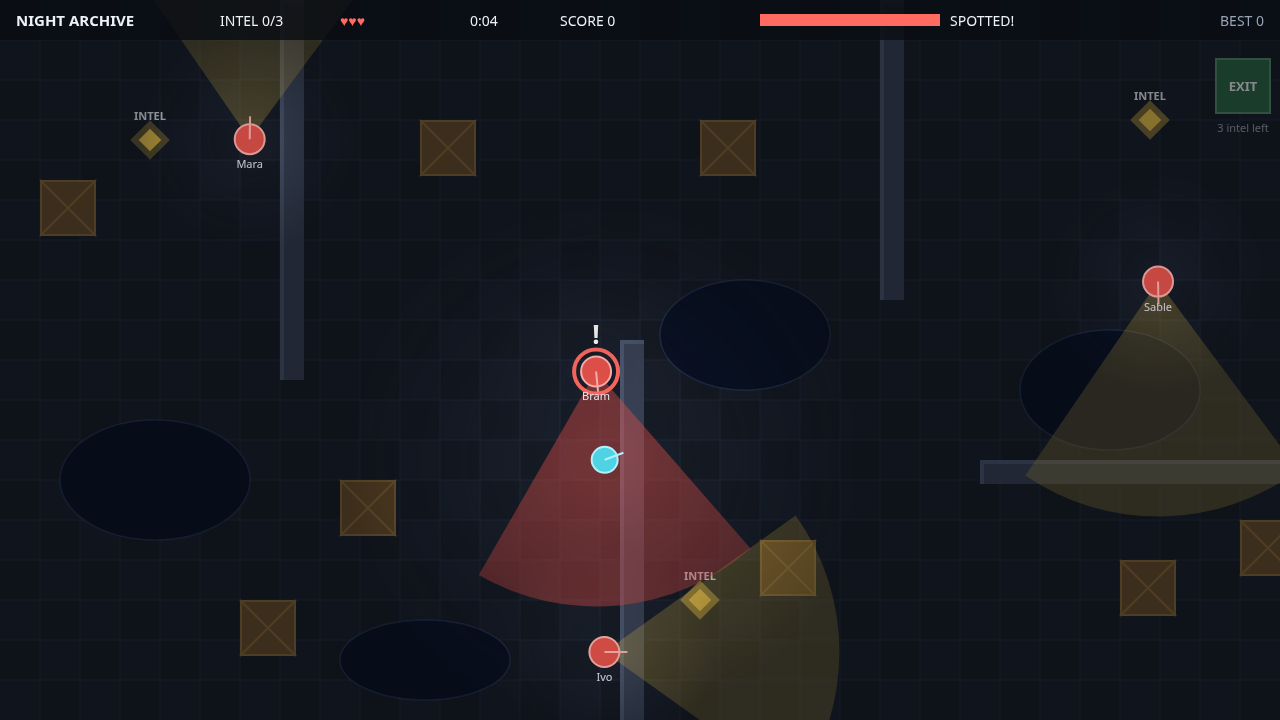 NIGHT ARCHIVE
INTEL 0/3
♥♥♥
0:04
SCORE 0
SPOTTED!
BEST 0
INTEL
EXIT
3 intel left
INTEL
Mara
Sable
!
Bram
INTEL
Ivo